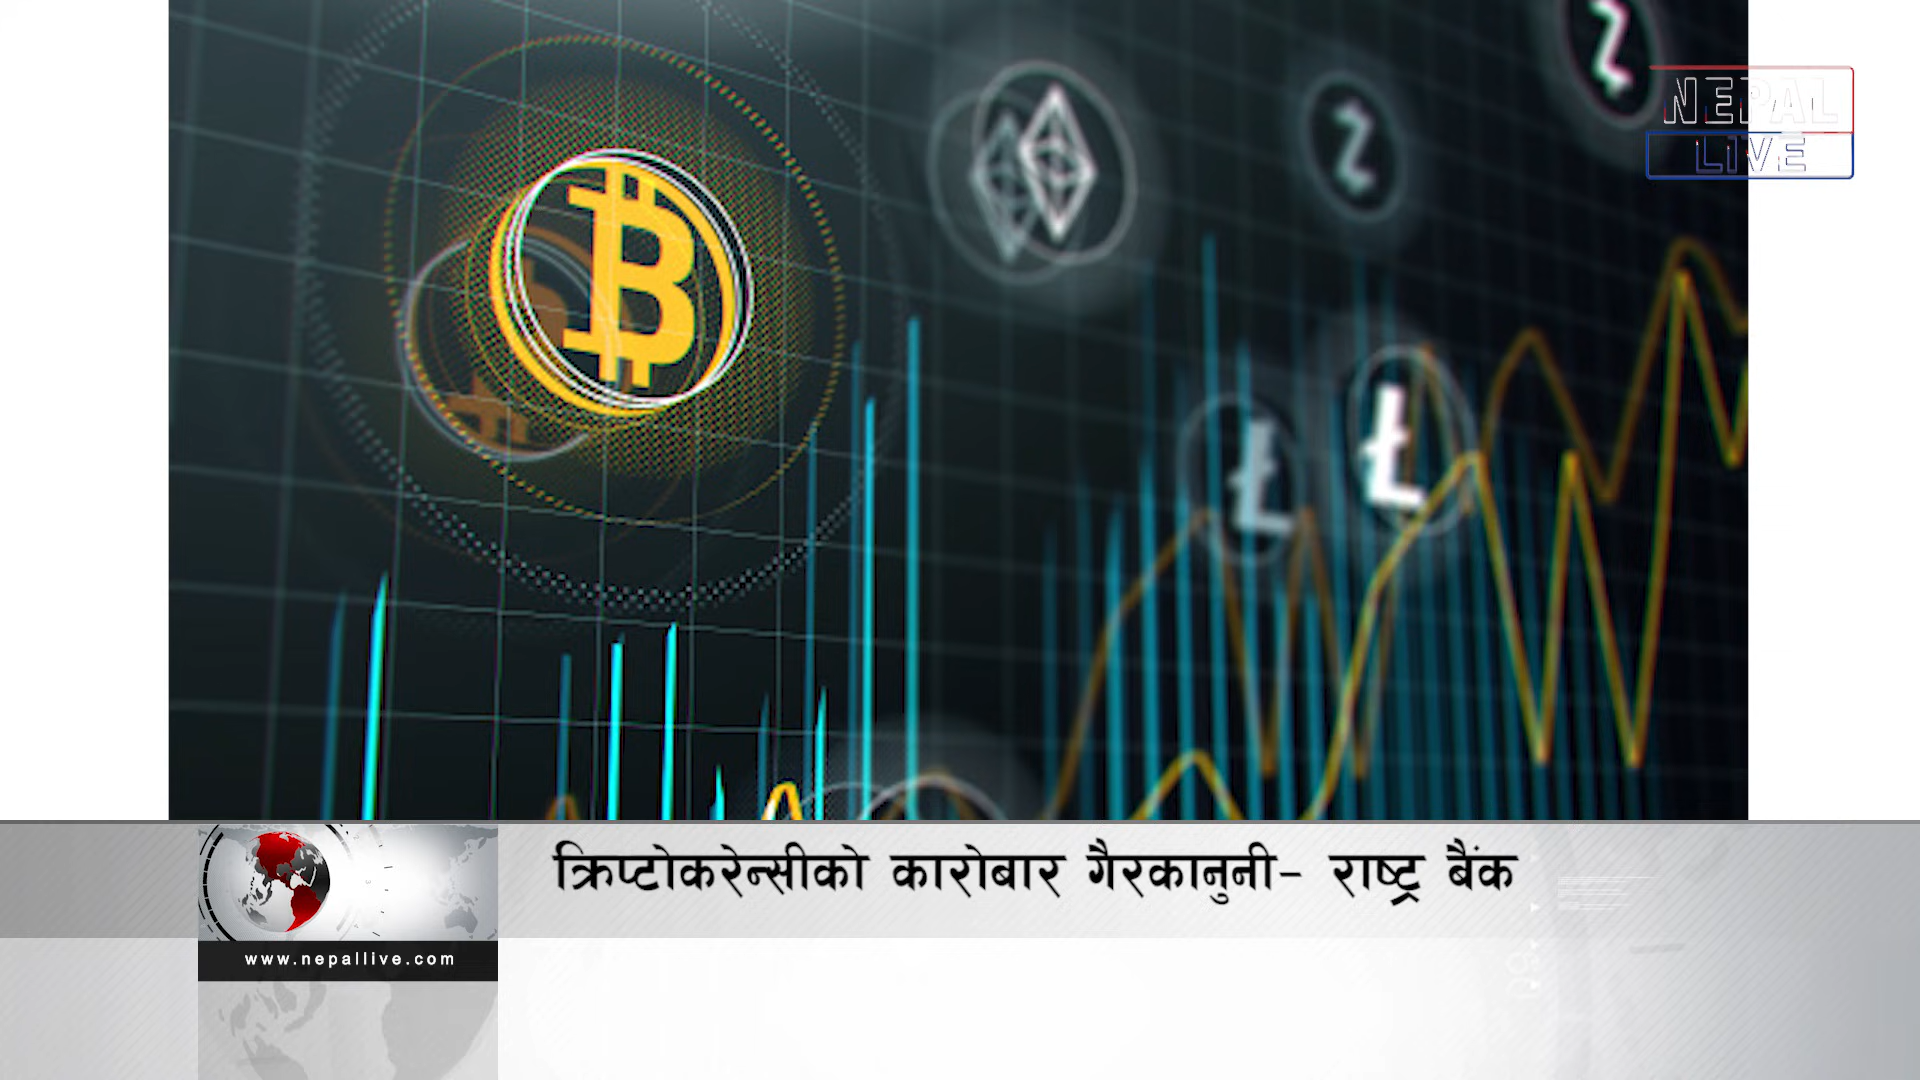 NEPAL
LIVE
क्रिप्टोकरेन्सीको कारोबार गैरकानुनी- राष्ट्र बैंक
www.nepallive.com